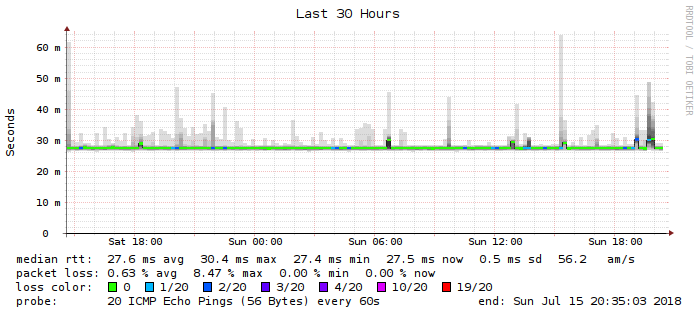 Last 30 Hours
RRDTOOL / TOBI OETIKER
Seconds
60 m
50 m
40 m
30 m
20 m
10 m
0
Sat 18:00 Sun 00:00 Sun 06:00 Sun 12:00 Sun 18:00
median rtt: 27.6 ms avg 30.4 ms max 27.4 ms min 27.5 ms now 0.5 ms sd 56.2 am/s
packet loss: 0.63 % avg 8.47 % max 0.00 % min 0.00 % now
loss color: 0 1/20 2/20 3/20 4/20 10/20 19/20
probe: 20 ICMP Echo Pings (56 Bytes) every 60s end: Sun Jul 15 20:35:03 2018